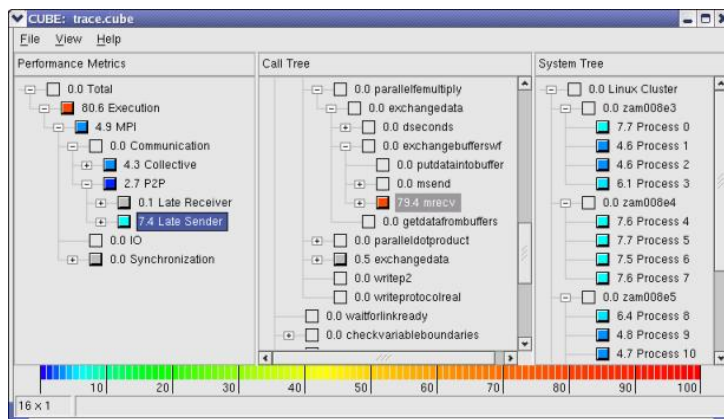 CUBE: trace.cube
File View Help
Performance Metrics
0.0 Total
80.6 Execution
4.9 MPI
0.0 Communication
4.3 Collective
2.7 P2P
0.1 Late Receiver
7.4 Late Sender
0.0 IO
0.0 Synchronization
Call Tree
0.0 parallelfemultiply
0.0 exchangedata
0.0 dseconds
0.0 exchangebufferswf
0.0 putdataintobuffer
0.0 msend
79.4 mrecv
0.0 getdatafrombuffers
0.0 paralleldotproduct
0.5 exchangedata
0.0 writep2
0.0 writeprotocolreal
0.0 waitforlinkready
0.0 checkvariableboundaries
System Tree
0.0 Linux Cluster
0.0 zam008e3
7.7 Process 0
4.6 Process 1
4.6 Process 2
6.1 Process 3
0.0 zam008e4
7.6 Process 4
7.7 Process 5
7.5 Process 6
7.6 Process 7
0.0 zam008e5
6.4 Process 8
4.8 Process 9
4.7 Process 10
10 20 30 40 50 60 70 80 90 100
16 x 1